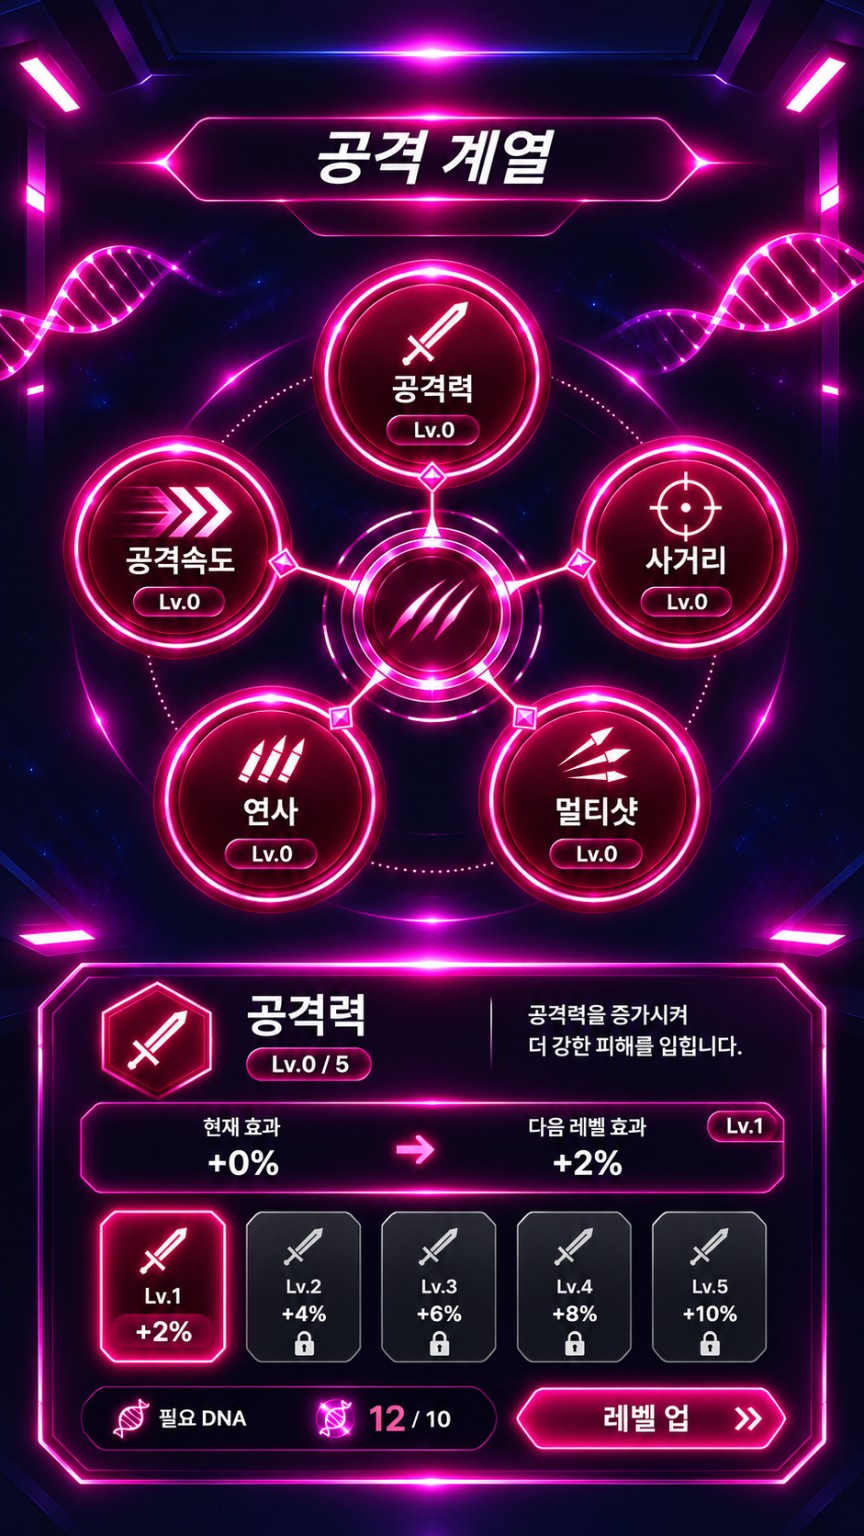 공격 계열
공격력
Lv.0
공격속도
Lv.0
사거리
Lv.0
연사
Lv.0
멀티샷
Lv.0
공격력
Lv.0 / 5
공격력을 증가시켜
더 강한 피해를 입힙니다.
현재 효과
+0%
다음 레벨 효과
+2%
Lv.1
Lv.1
+2%
Lv.2
+4%
Lv.3
+6%
Lv.4
+8%
Lv.5
+10%
필요 DNA
12 / 10
레벨 업